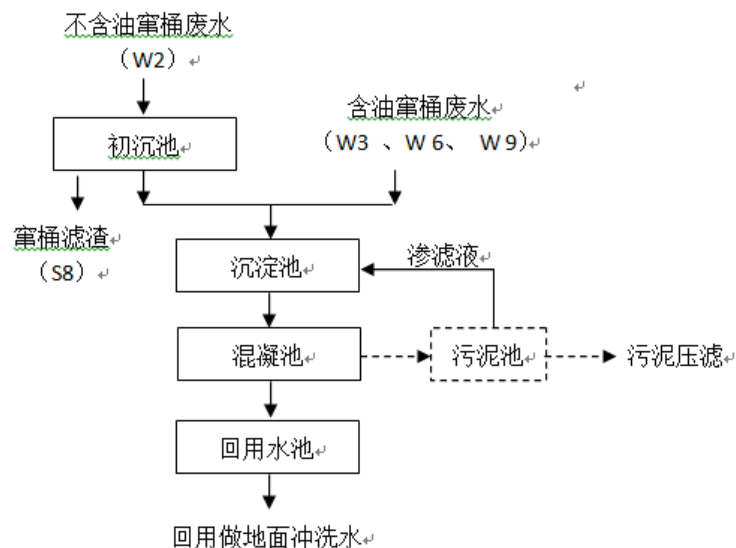 不含油窜桶废水
（W2）
含油窜桶废水
（W3 、W 6、 W 9）
初沉池
窜桶滤渣
（S8）
沉淀池
渗滤液
混凝池
污泥池
污泥压滤
回用水池
回用做地面冲洗水